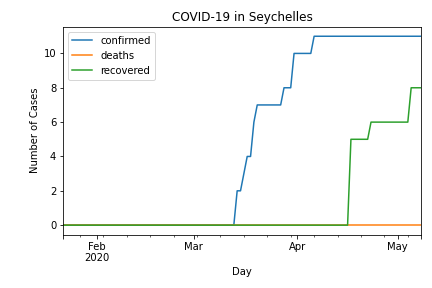 COVID-19 in Seychelles
confirmed
deaths
recovered
Number of Cases
10
8
6
4
2
0
Feb
2020
Mar
Apr
May
Day